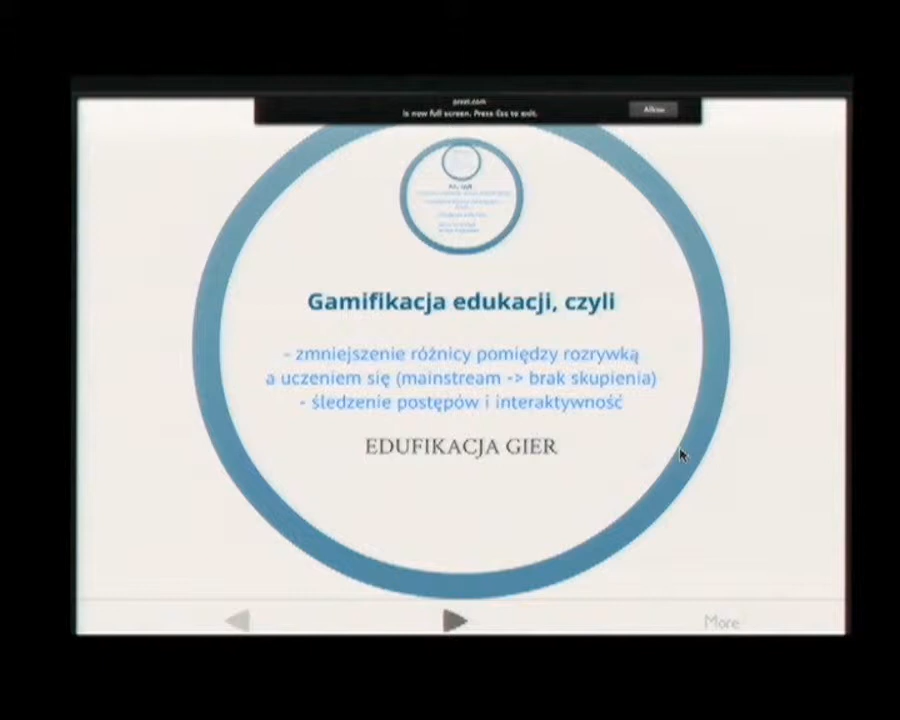 prezi.com
is now full screen. Press Esc to exit.
Allow
Gamifikacja edukacji, czyli
- zmniejszenie różnicy pomiędzy rozrywką
a uczeniem się (mainstream -> brak skupienia)
- śledzenie postępów i interaktywność
EDUFIKACJA GIER
More